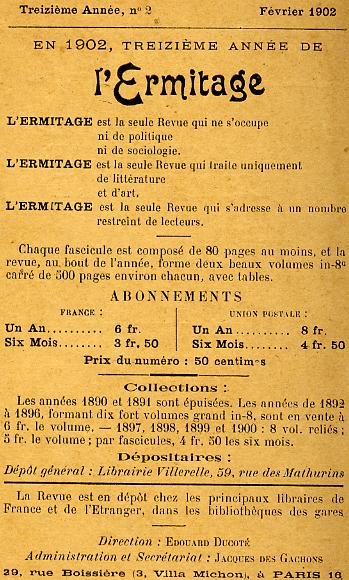 Treizième Année, n° 2 Février 1902
EN 1902, TREIZIÈME ANNÉE DE
l'Ermitage
L'ERMITAGE est la seule Revue qui ne s'occupe
ni de politique
ni de sociologie.
L'ERMITAGE est la seule Revue qui traite uniquement
de littérature
et d'art.
L'ERMITAGE est la seule Revue qui s'adresse à un nombre
restreint de lecteurs.
Chaque fascicule est composé de 80 pages au moins, et la
revue, au bout de l'année, forme deux beaux volumes in-8º
carré de 500 pages environ chacun, avec tables.
ABONNEMENTS
FRANCE : UNION POSTALE :
Un An.......... 6 fr. Un An.......... 8 fr.
Six Mois....... 3 fr. 50 Six Mois....... 4 fr. 50
Prix du numéro : 50 centimes
Collections :
Les années 1890 et 1891 sont épuisées. Les années de 1892
à 1896, formant dix fort volumes grand in-8, sont en vente à
6 fr. le volume. — 1897, 1898, 1899 et 1900 : 8 vol. reliés ;
5 fr. le volume ; par fascicules, 4 fr. 50 les six mois.
Dépositaires :
Dépôt général : Librairie Villerelle, 59, rue des Mathurins
La Revue est en dépôt chez les principaux libraires de
France et de l'Etranger, dans les bibliothèques des gares
Direction : EDOUARD DUCOTÉ
Administration et Secrétariat : JACQUES DES GACHONS
29, rue Boissière (3, Villa Michon), à PARIS 16